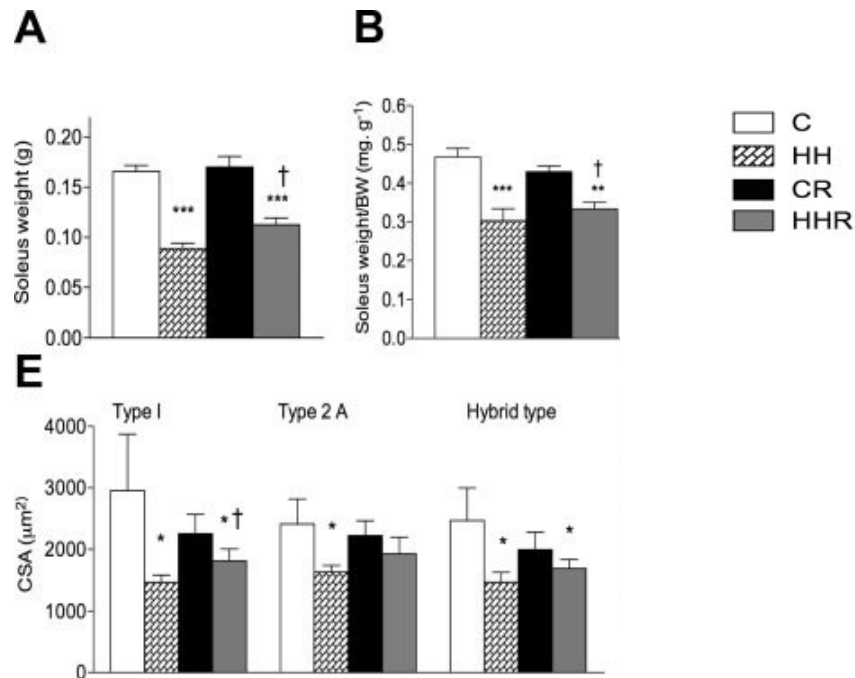 A
Soleus weight (g)
0.20
0.15
0.10
0.05
0.00
***
†
***
B
Soleus weight/BW (mg. g⁻¹)
0.6
0.5
0.4
0.3
0.2
0.1
0.0
***
†
**
C
HH
CR
HHR
E
CSA (μm²)
4000
3000
2000
1000
0
Type I
Type 2 A
Hybrid type
*
*†
*
*
*